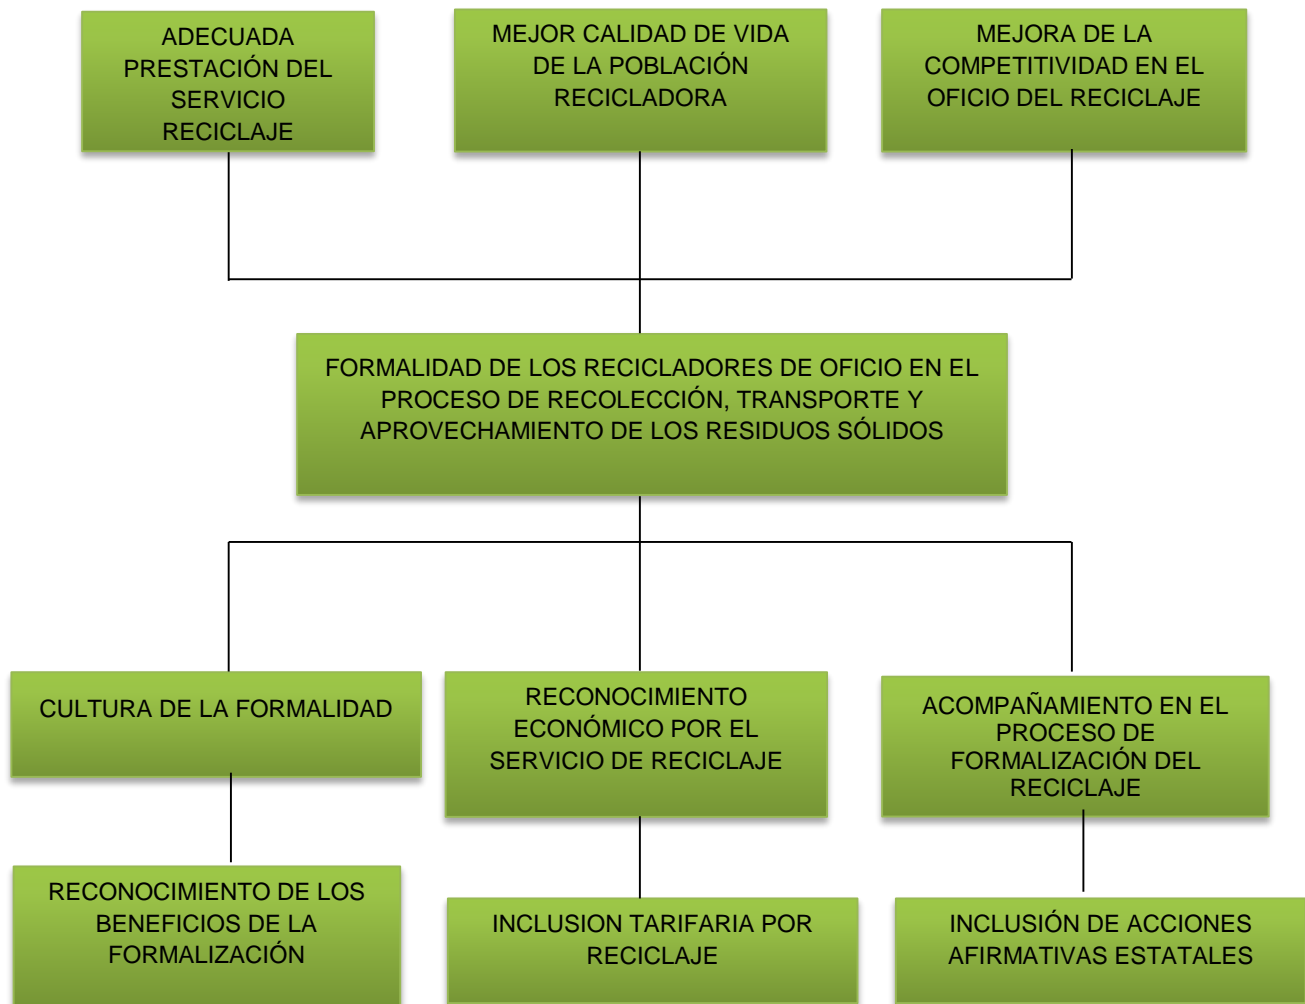 ADECUADA
PRESTACIÓN DEL
SERVICIO
RECICLAJE
MEJOR CALIDAD DE VIDA
DE LA POBLACIÓN
RECICLADORA
MEJORA DE LA
COMPETITIVIDAD EN EL
OFICIO DEL RECICLAJE
FORMALIDAD DE LOS RECICLADORES DE OFICIO EN EL
PROCESO DE RECOLECCIÓN, TRANSPORTE Y
APROVECHAMIENTO DE LOS RESIDUOS SÓLIDOS
CULTURA DE LA FORMALIDAD
RECONOCIMIENTO
ECONÓMICO POR EL
SERVICIO DE RECICLAJE
ACOMPAÑAMIENTO EN EL
PROCESO DE
FORMALIZACIÓN DEL
RECICLAJE
RECONOCIMIENTO DE LOS
BENEFICIOS DE LA
FORMALIZACIÓN
INCLUSION TARIFARIA POR
RECICLAJE
INCLUSIÓN DE ACCIONES
AFIRMATIVAS ESTATALES